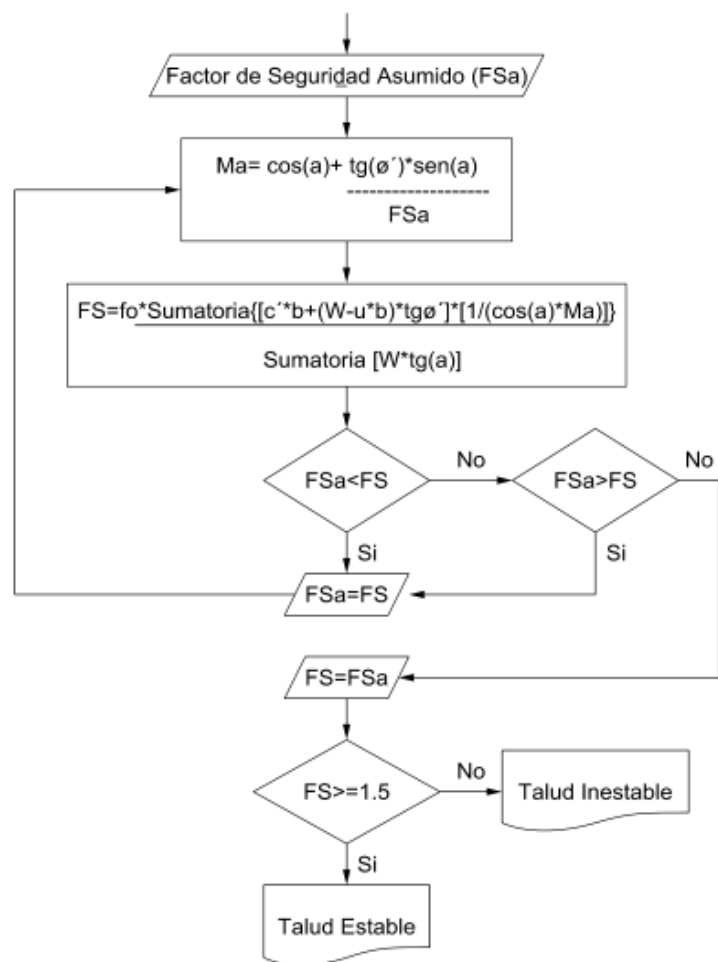 Factor de Seguridad Asumido (FSa)
Ma= cos(a)+ tg(ø´)*sen(a)
-------------------
FSa
FS=fo*Sumatoria{[c´*b+(W-u*b)*tgø´]*[1/(cos(a)*Ma)]}
Sumatoria [W*tg(a)]
FSa<FS
No
FSa>FS
No
Si
Si
FSa=FS
FS=FSa
FS>=1.5
No
Talud Inestable
Si
Talud Estable